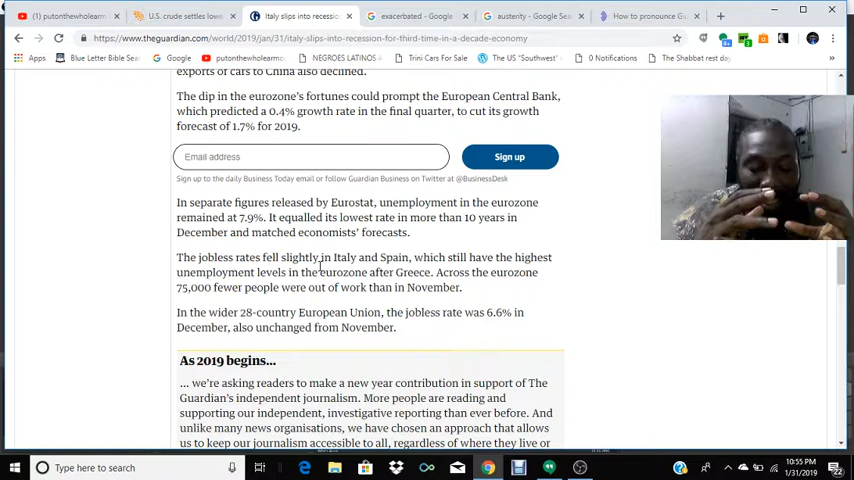 (1) putonthewholearmo
U.S. crude settles lowe
Italy slips into recession
exacerbated - Google
austerity - Google Sea
How to pronounce G
https://www.theguardian.com/world/2019/jan/31/italy-slips-into-recession-for-third-time-in-a-decade-economy
Apps
Blue Letter Bible Sear
Google
putonthewholearmo
NEGROES LATINOS A
Trini Cars For Sale
The US "Southwest"
0 Notifications
The Shabbat rest day
exports of cars to China also declined.
The dip in the eurozone's fortunes could prompt the European Central Bank,
which predicted a 0.4% growth rate in the final quarter, to cut its growth
forecast of 1.7% for 2019.
Email address
Sign up
Sign up to the daily Business Today email or follow Guardian Business on Twitter at @BusinessDesk
In separate figures released by Eurostat, unemployment in the eurozone
remained at 7.9%. It equalled its lowest rate in more than 10 years in
December and matched economists' forecasts.
The jobless rates fell slightly in Italy and Spain, which still have the highest
unemployment levels in the eurozone after Greece. Across the eurozone
75,000 fewer people were out of work than in November.
In the wider 28-country European Union, the jobless rate was 6.6% in
December, also unchanged from November.
As 2019 begins...
... we're asking readers to make a new year contribution in support of The
Guardian's independent journalism. More people are reading and
supporting our independent, investigative reporting than ever before. And
unlike many news organisations, we have chosen an approach that allows
us to keep our journalism accessible to all, regardless of where they live or
Type here to search
10:55 PM
1/31/2019
22